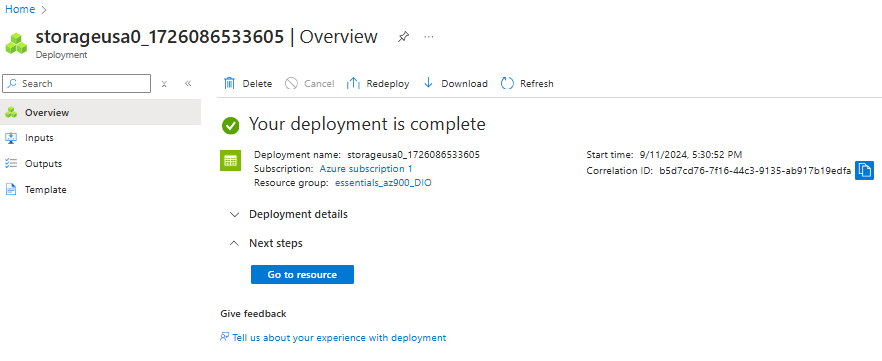 Home
storageusa0_1726086533605 | Overview
Deployment
Search
Overview
Inputs
Outputs
Template
Delete Cancel Redeploy Download Refresh
Your deployment is complete
Deployment name: storageusa0_1726086533605
Subscription: Azure subscription 1
Resource group: essentials_az900_DIO
Start time: 9/11/2024, 5:30:52 PM
Correlation ID: b5d7cd76-7f16-44c3-9135-ab917b19edfa
Deployment details
Next steps
Go to resource
Give feedback
Tell us about your experience with deployment